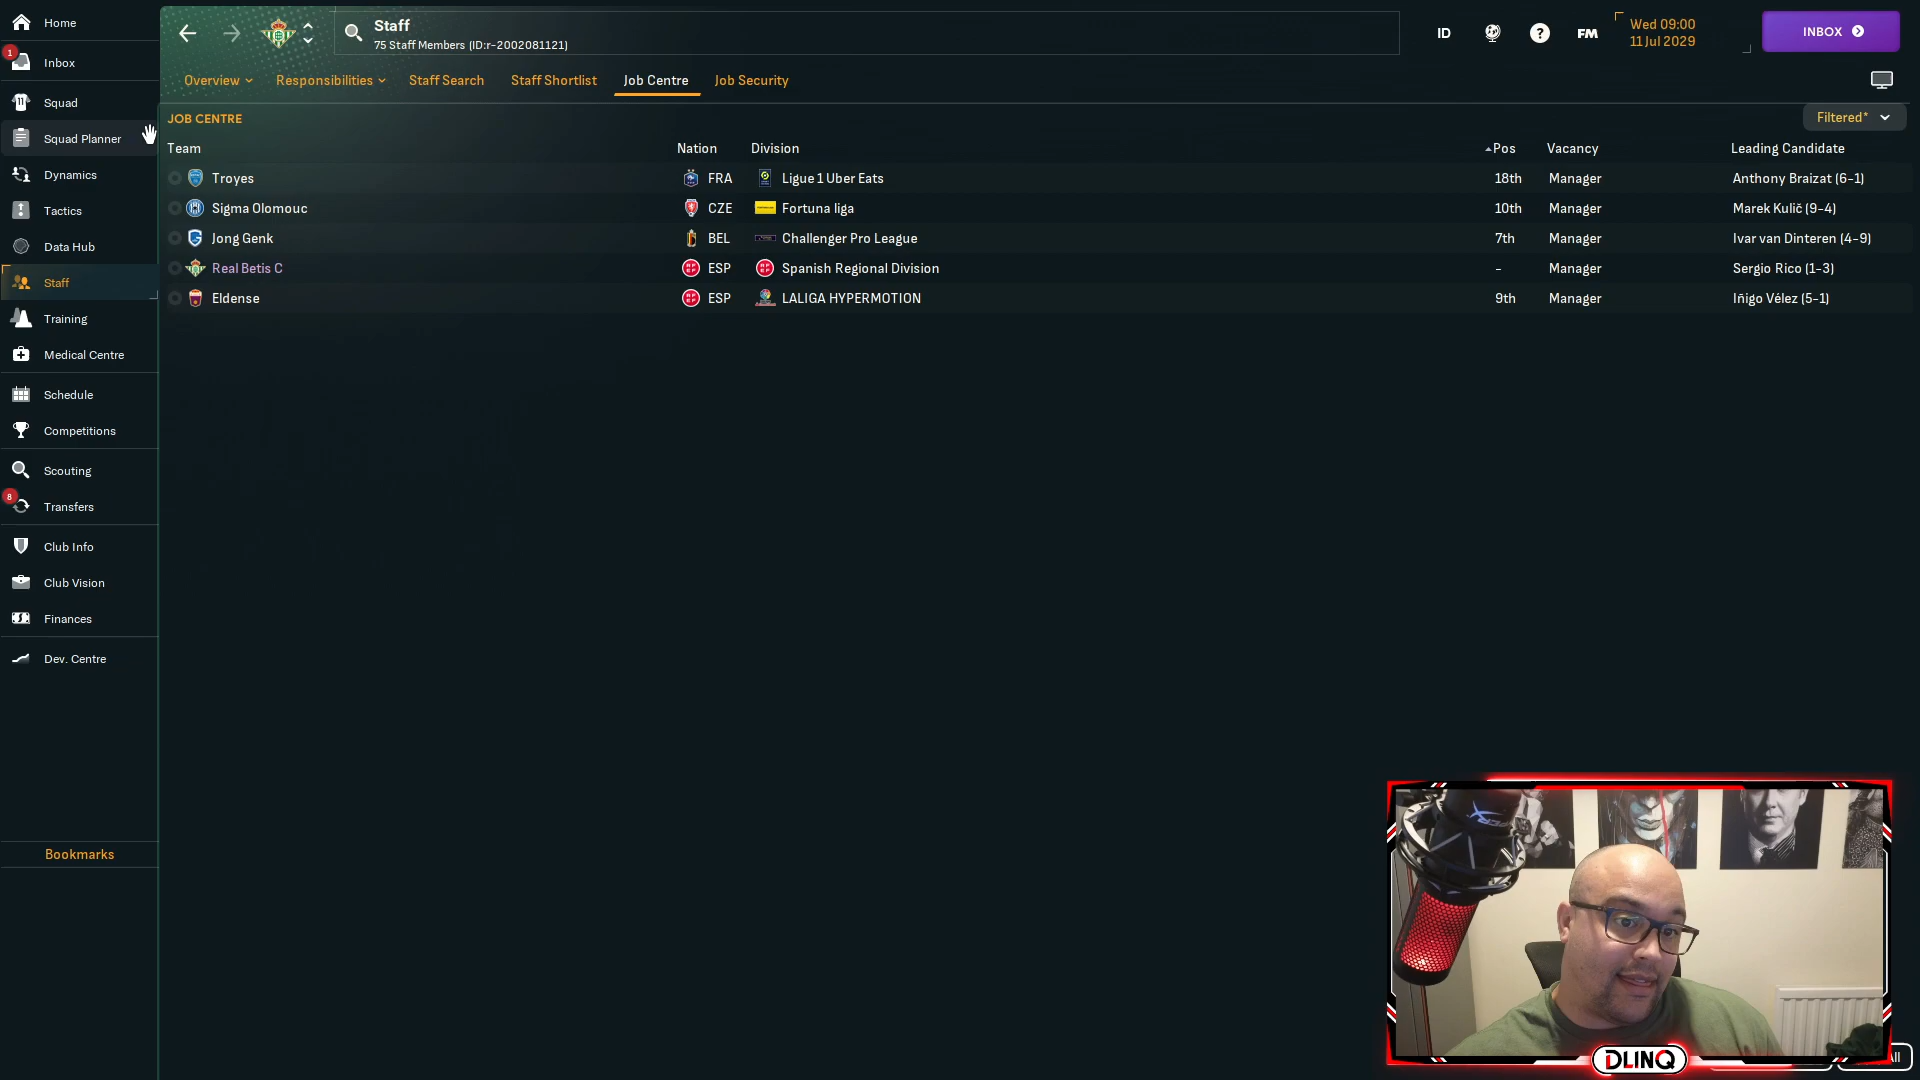 Home
1
Inbox
Squad
Squad Planner
Dynamics
Tactics
Data Hub
Staff
Training
Medical Centre
Schedule
Competitions
Scouting
8
Transfers
Club Info
Club Vision
Finances
Dev. Centre
Bookmarks
Staff
75 Staff Members (ID:r-2002081121)
ID
?
FM
Wed 09:00
11 Jul 2029
INBOX
Overview
Responsibilities
Staff Search
Staff Shortlist
Job Centre
Job Security
JOB CENTRE
Filtered*
Team Nation Division Pos Vacancy Leading Candidate
Troyes FRA Ligue 1 Uber Eats 18th Manager Anthony Braizat (6-1)
Sigma Olomouc CZE Fortuna liga 10th Manager Marek Kulič (9-4)
Jong Genk BEL Challenger Pro League 7th Manager Ivar van Dinteren (4-9)
Real Betis C ESP Spanish Regional Division - Manager Sergio Rico (1-3)
Eldense ESP LALIGA HYPERMOTION 9th Manager Iñigo Vélez (5-1)
DLINQ